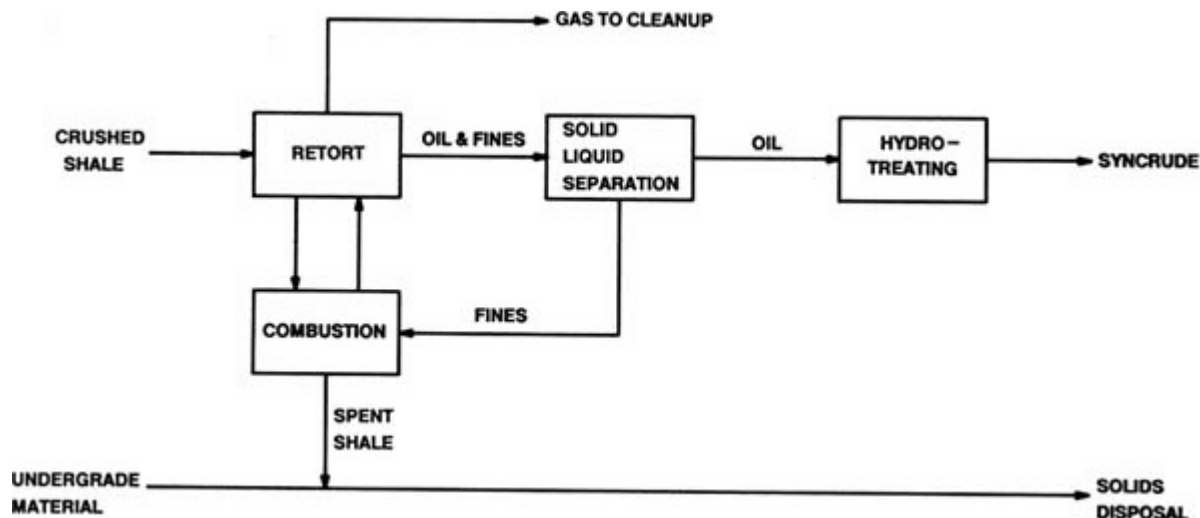 GAS TO CLEANUP
CRUSHED
SHALE
RETORT
OIL & FINES
SOLID
LIQUID
SEPARATION
OIL
HYDRO-
TREATING
SYNCRUDE
COMBUSTION
FINES
SPENT
SHALE
UNDERGRADE
MATERIAL
SOLIDS
DISPOSAL